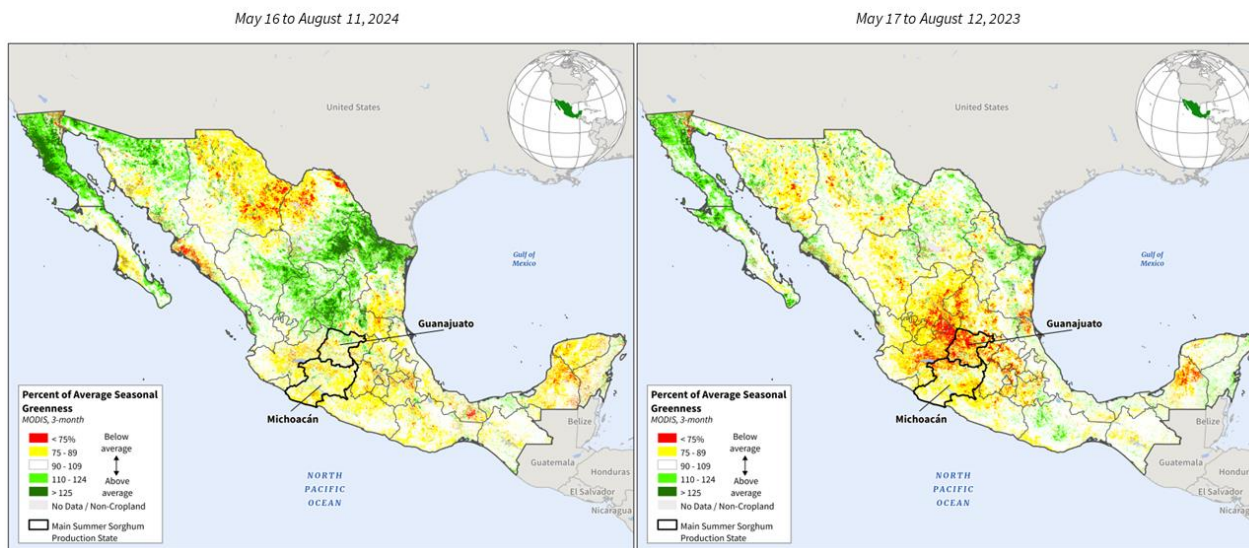 May 16 to August 11, 2024
May 17 to August 12, 2023
United States
Gulf of
Mexico
Guanajuato
Michoacán
Belize
Guatemala
Honduras
El Salvador
Nicaragua
NORTH
PACIFIC
OCEAN
Percent of Average Seasonal
Greenness
MODIS, 3-month
< 75%
75 - 89
90 - 109
110 - 124
> 125
Below
average
Above
average
No Data / Non-Cropland
Main Summer Sorghum
Production State
United States
Gulf of
Mexico
Guanajuato
Michoacán
Belize
Guatemala
Honduras
El Salvador
Nicaragua
NORTH
PACIFIC
OCEAN
Percent of Average Seasonal
Greenness
MODIS, 3-month
< 75%
75 - 89
90 - 109
110 - 124
> 125
Below
average
Above
average
No Data / Non-Cropland
Main Summer Sorghum
Production State